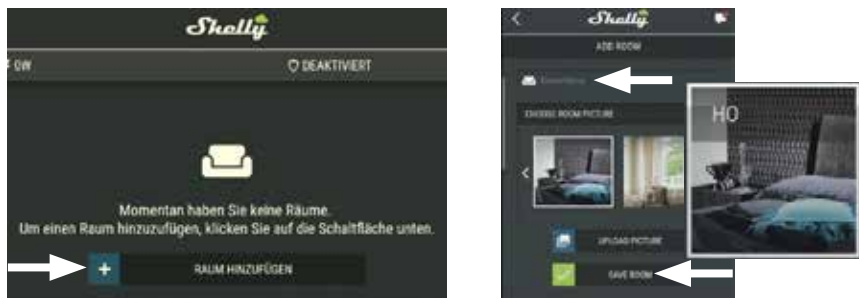 Shelly
0W
DEAKTIVIERT
Momentan haben Sie keine Räume.
Um einen Raum hinzuzufügen, klicken Sie auf die Schaltfläche unten.
+ RAUM HINZUFÜGEN
Shelly
ADD ROOM
CHOOSE ROOM PICTURE
HO
UPLOAD PICTURE
SAVE ROOM